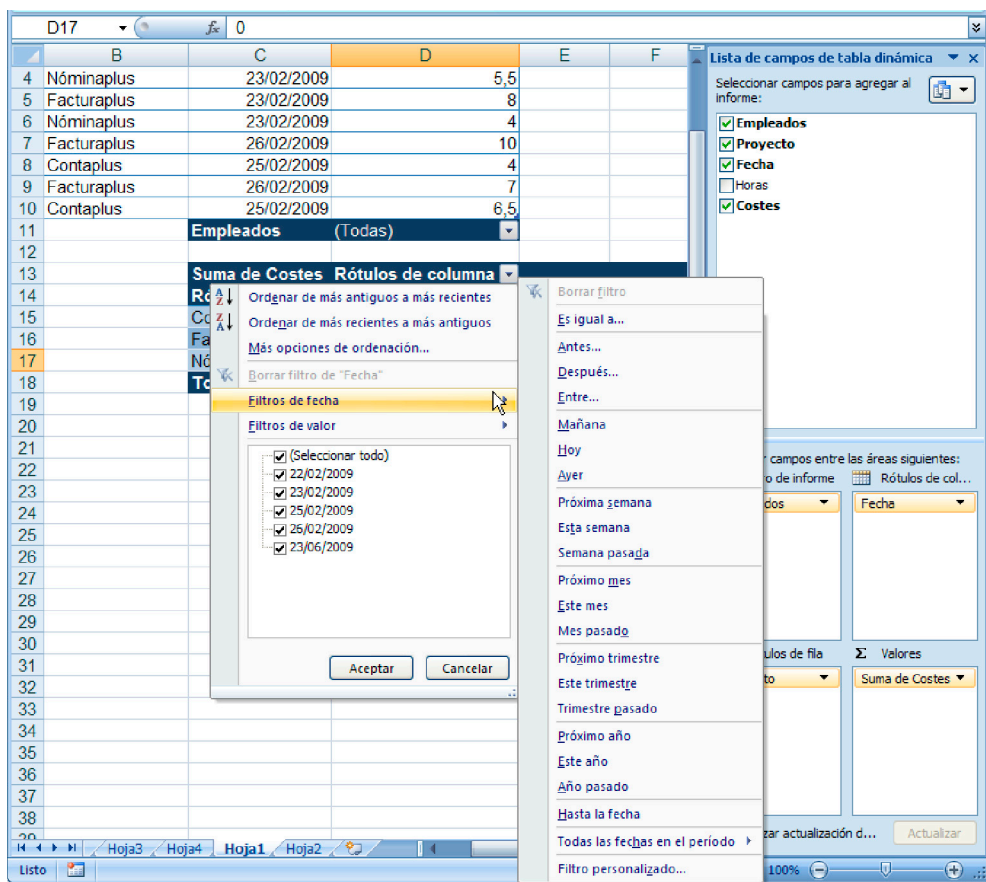 D17 fx 0
B C D E F
4 Nóminaplus 23/02/2009 5,5
5 Facturaplus 23/02/2009 8
6 Nóminaplus 23/02/2009 4
7 Facturaplus 26/02/2009 10
8 Contaplus 25/02/2009 4
9 Facturaplus 26/02/2009 7
10 Contaplus 25/02/2009 6,5
11 Empleados (Todas)
12
13 Suma de Costes Rótulos de columna
14
15
16
17
18
19
20
21
22
23
24
25
26
27
28
29
30
31
32
33
34
35
36
37
38
Ordenar de más antiguos a más recientes
Ordenar de más recientes a más antiguos
Más opciones de ordenación...
Borrar filtro de "Fecha"
Filtros de fecha
Filtros de valor
(Seleccionar todo)
22/02/2009
23/02/2009
25/02/2009
26/02/2009
23/06/2009
Aceptar Cancelar
Borrar filtro
Es igual a...
Antes...
Después...
Entre...
Mañana
Hoy
Ayer
Próxima semana
Esta semana
Semana pasada
Próximo mes
Este mes
Mes pasado
Próximo trimestre
Este trimestre
Trimestre pasado
Próximo año
Este año
Año pasado
Hasta la fecha
Todas las fechas en el período
Filtro personalizado...
Lista de campos de tabla dinámica
Seleccionar campos para agregar al
informe:
Empleados
Proyecto
Fecha
Horas
Costes
campos entre las áreas siguientes:
de informe Rótulos de col...
Fecha
de fila Σ Valores
Suma de Costes
actualización d... Actualizar
Hoja3 Hoja4 Hoja1 Hoja2
Listo 100%